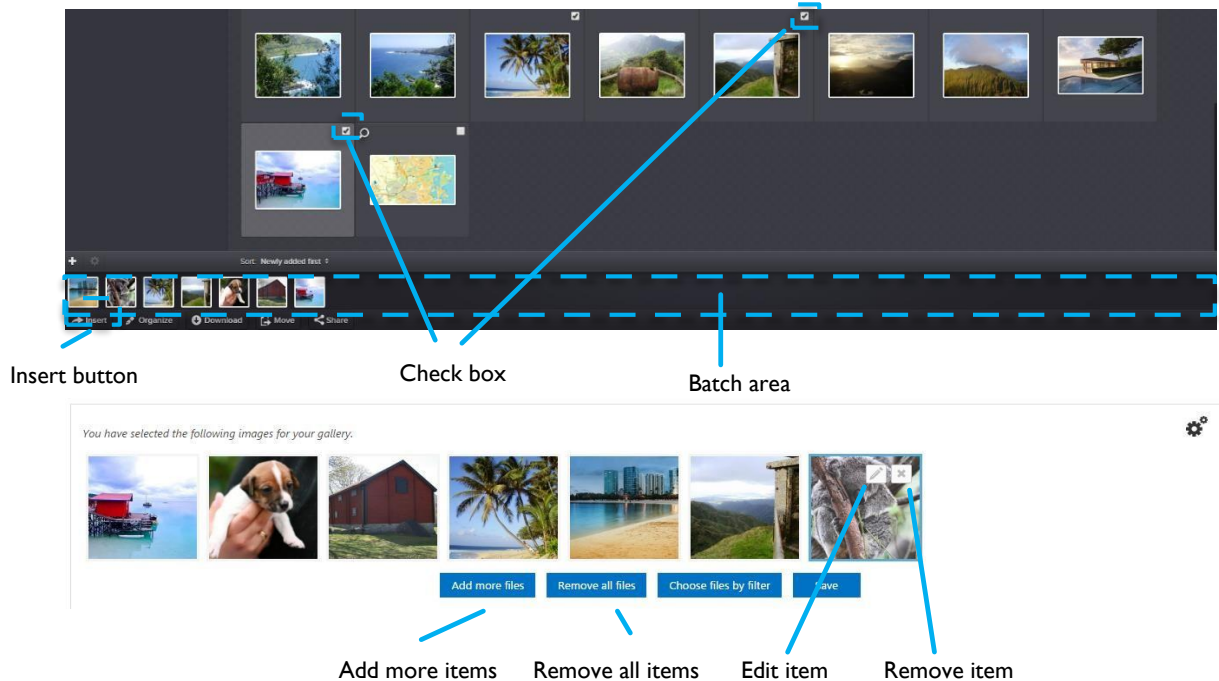 Sort: Newly added first
Insert Organize Download Move Share
Insert button
Check box
Batch area
You have selected the following images for your gallery.
Add more files Remove all files Choose files by filter Save
Add more items Remove all items Edit item Remove item